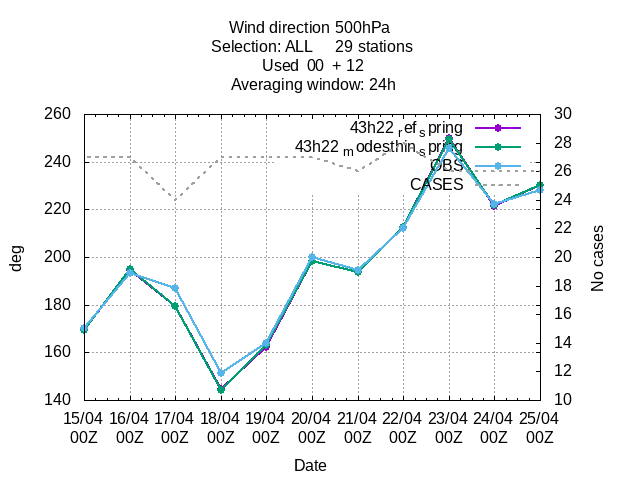 Wind direction 500hPa
Selection: ALL     29 stations
Used  00  + 12
Averaging window: 24h
260
240
220
200
180
160
140
30
28
26
24
22
20
18
16
14
12
10
deg
No cases
43h22 ref spring
43h22 modesthin spring
OBS
CASES
15/04 16/04 17/04 18/04 19/04 20/04 21/04 22/04 23/04 24/04 25/04
00Z 00Z 00Z 00Z 00Z 00Z 00Z 00Z 00Z 00Z 00Z
Date